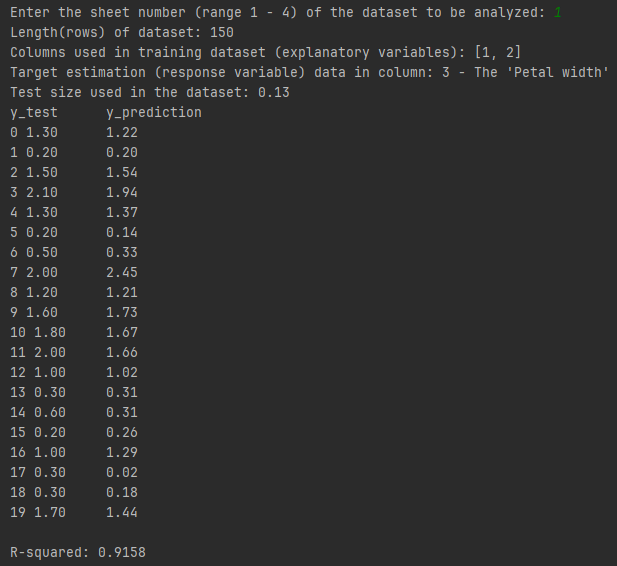 Enter the sheet number (range 1 - 4) of the dataset to be analyzed: 1
Length(rows) of dataset: 150
Columns used in training dataset (explanatory variables): [1, 2]
Target estimation (response variable) data in column: 3 - The 'Petal width'
Test size used in the dataset: 0.13
y_test      y_prediction
0 1.30      1.22
1 0.20      0.20
2 1.50      1.54
3 2.10      1.94
4 1.30      1.37
5 0.20      0.14
6 0.50      0.33
7 2.00      2.45
8 1.20      1.21
9 1.60      1.73
10 1.80     1.67
11 2.00     1.66
12 1.00     1.02
13 0.30     0.31
14 0.60     0.31
15 0.20     0.26
16 1.00     1.29
17 0.30     0.02
18 0.30     0.18
19 1.70     1.44
R-squared: 0.9158